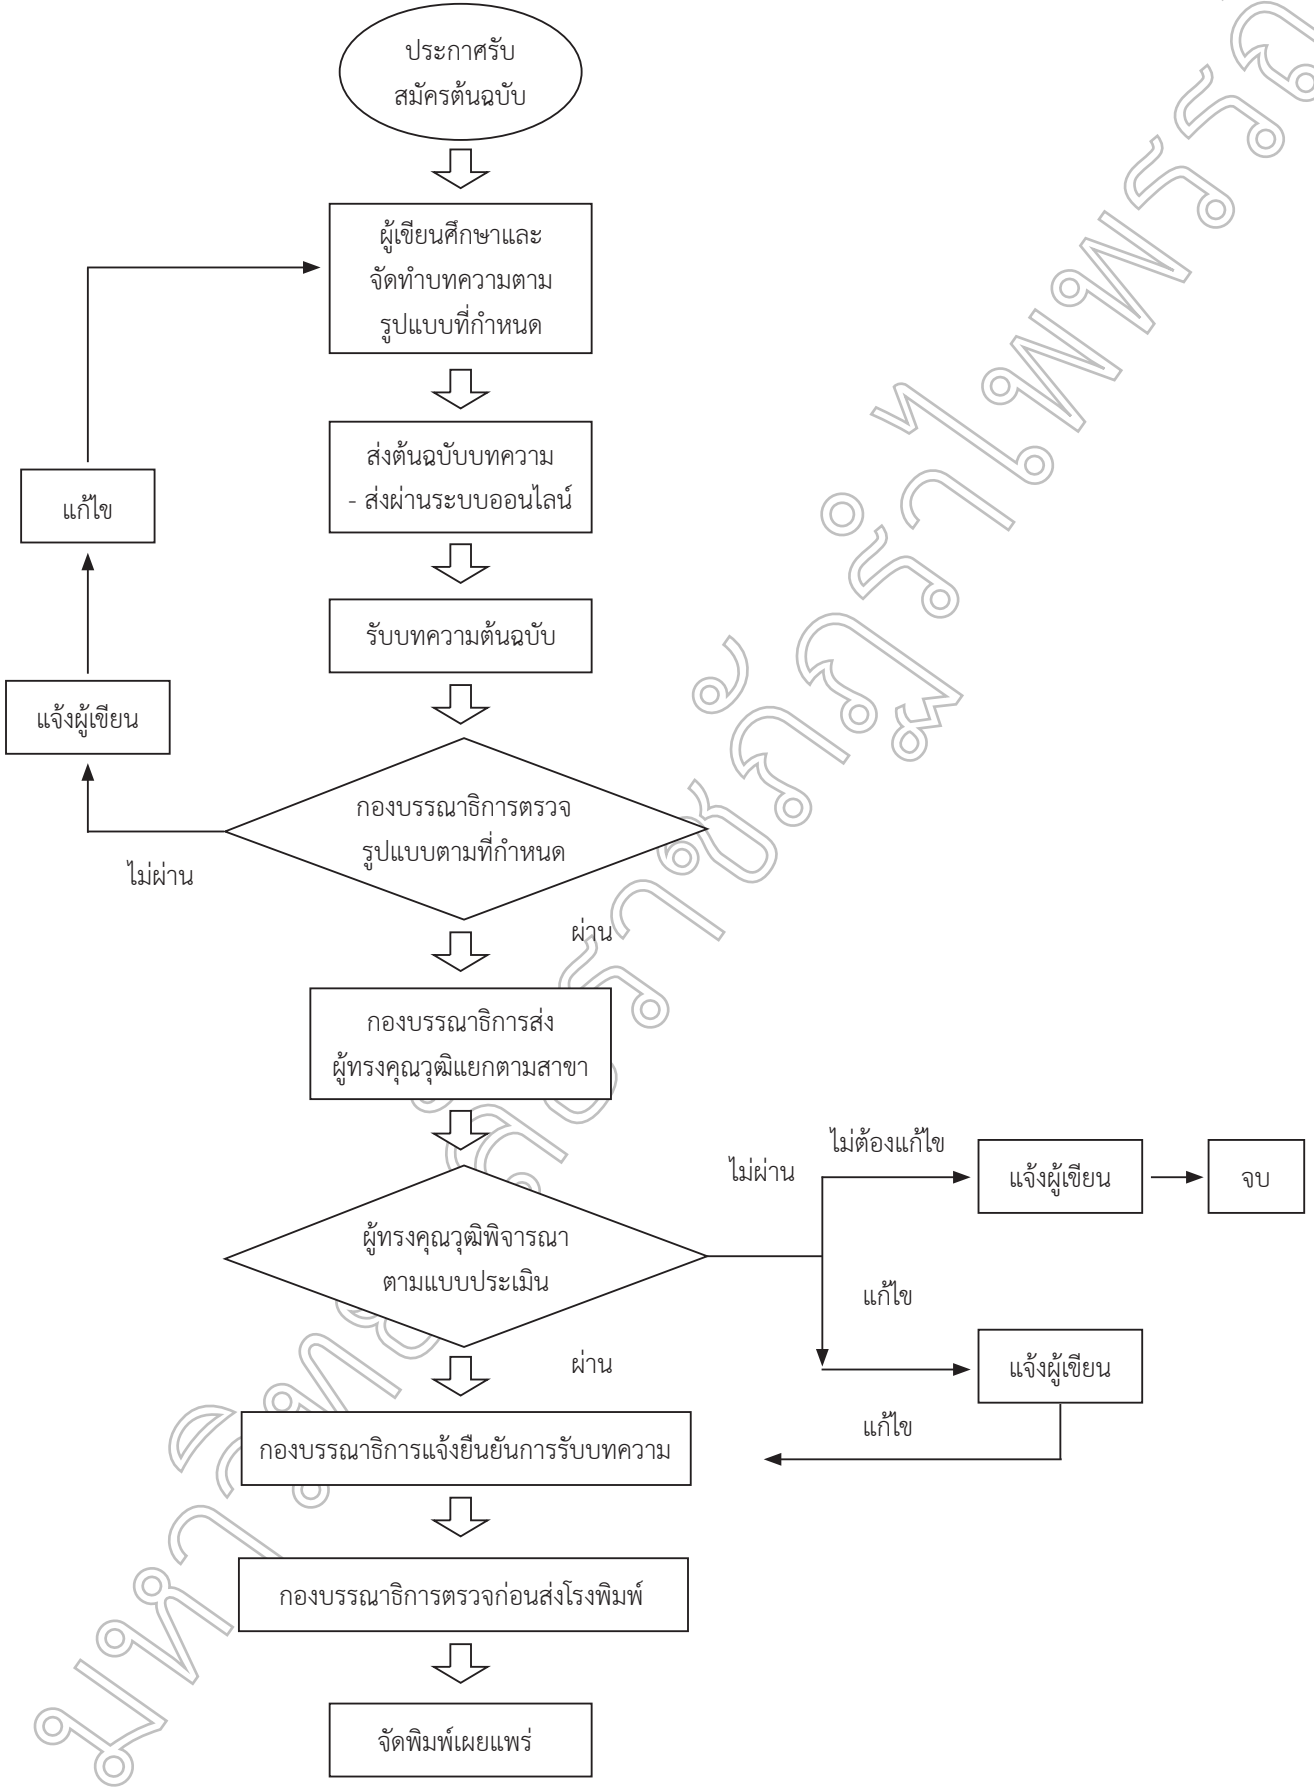 ประกาศรับ
สมัครต้นฉบับ
ผู้เขียนศึกษาและ
จัดทำบทความตาม
รูปแบบที่กำหนด
ส่งต้นฉบับบทความ
- ส่งผ่านระบบออนไลน์
แก้ไข
รับบทความต้นฉบับ
แจ้งผู้เขียน
กองบรรณาธิการตรวจ
รูปแบบตามที่กำหนด
ไม่ผ่าน
ผ่าน
กองบรรณาธิการส่ง
ผู้ทรงคุณวุฒิแยกตามสาขา
ไม่ผ่าน
ไม่ต้องแก้ไข
แจ้งผู้เขียน
จบ
ผู้ทรงคุณวุฒิพิจารณา
ตามแบบประเมิน
แก้ไข
ผ่าน
แจ้งผู้เขียน
แก้ไข
กองบรรณาธิการแจ้งยืนยันการรับบทความ
กองบรรณาธิการตรวจก่อนส่งโรงพิมพ์
จัดพิมพ์เผยแพร่